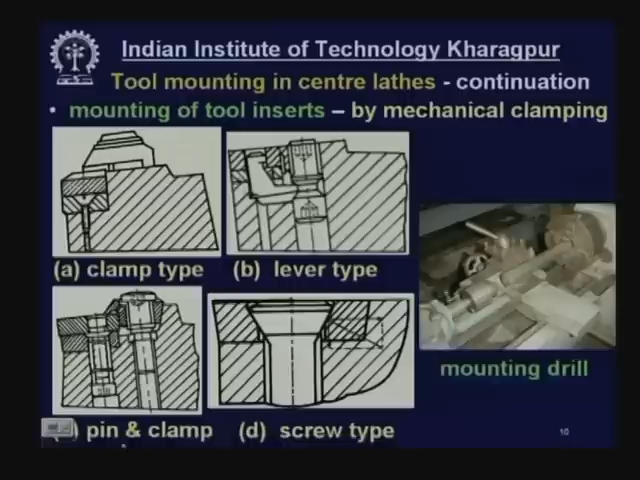 Indian Institute of Technology Kharagpur
Tool mounting in centre lathes - continuation
• mounting of tool inserts – by mechanical clamping
(a) clamp type
(b) lever type
mounting drill
) pin & clamp
(d) screw type
10